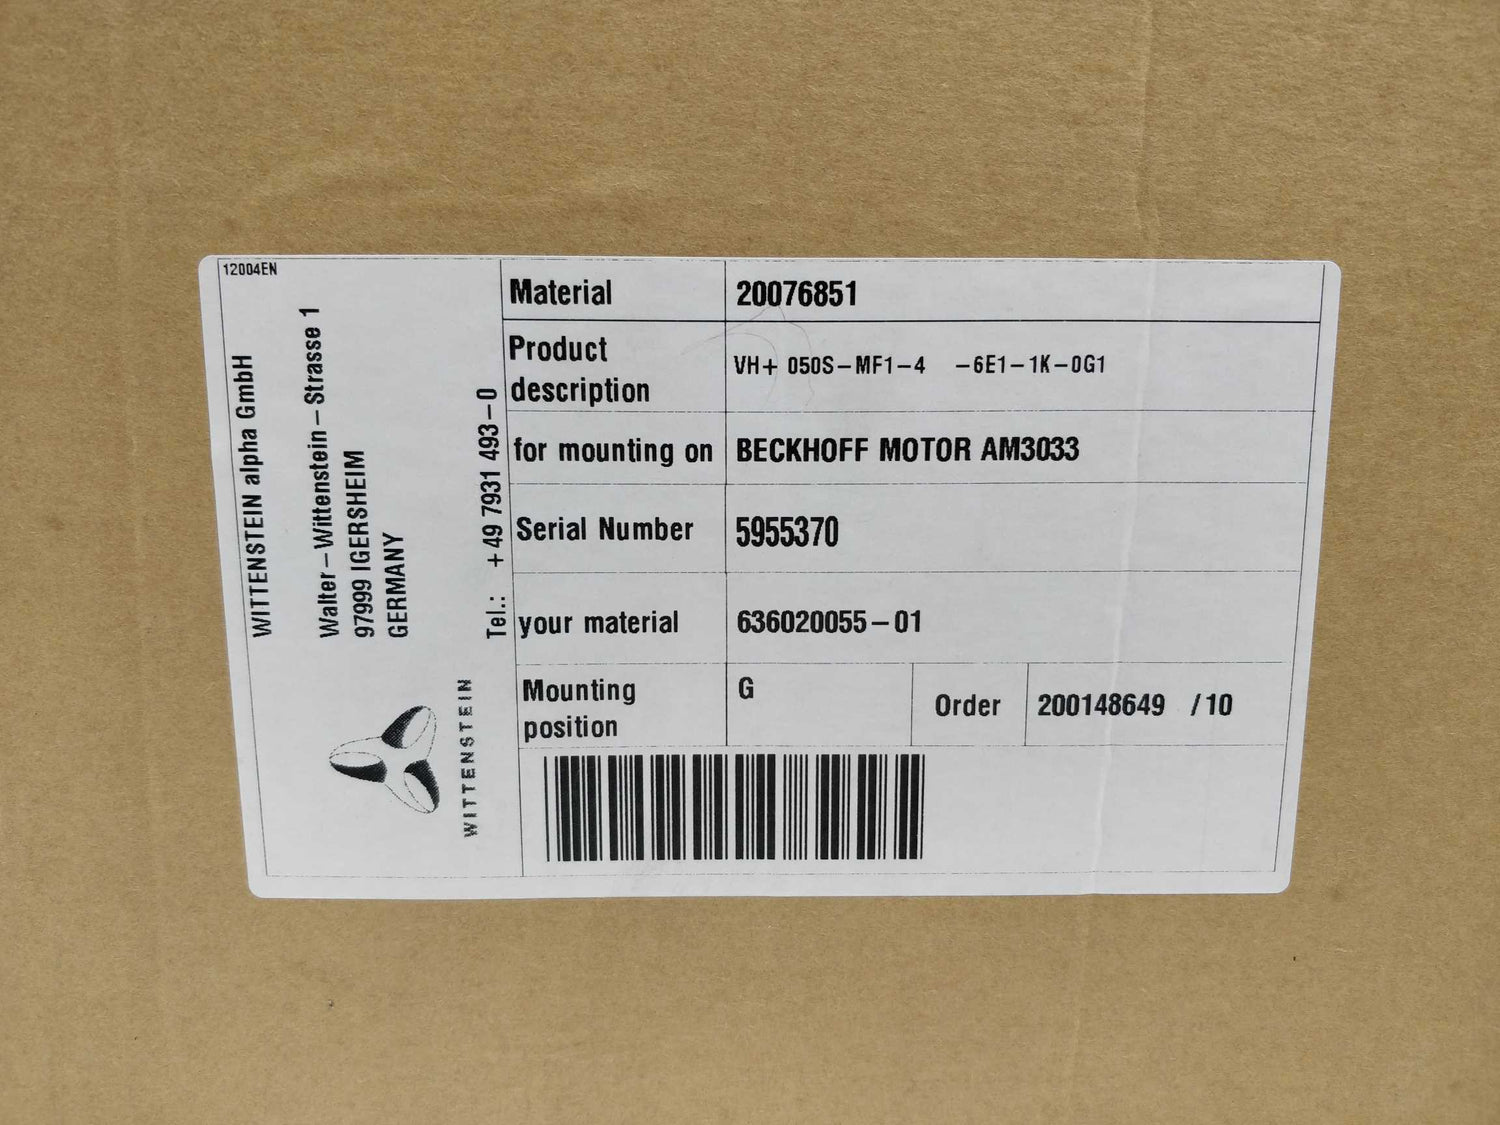 12004EN
WITTENSTEIN alpha GmbH
Walter-Wittenstein-Strasse 1
97999 IGERSHEIM
GERMANY
Tel.: +49 7931 493-0
WITTENSTEIN
Material 20076851
Product description VH+ 050S-MF1-4 -6E1-1K-0G1
for mounting on BECKHOFF MOTOR AM3033
Serial Number 5955370
your material 636020055-01
Mounting position G Order 200148649 /10